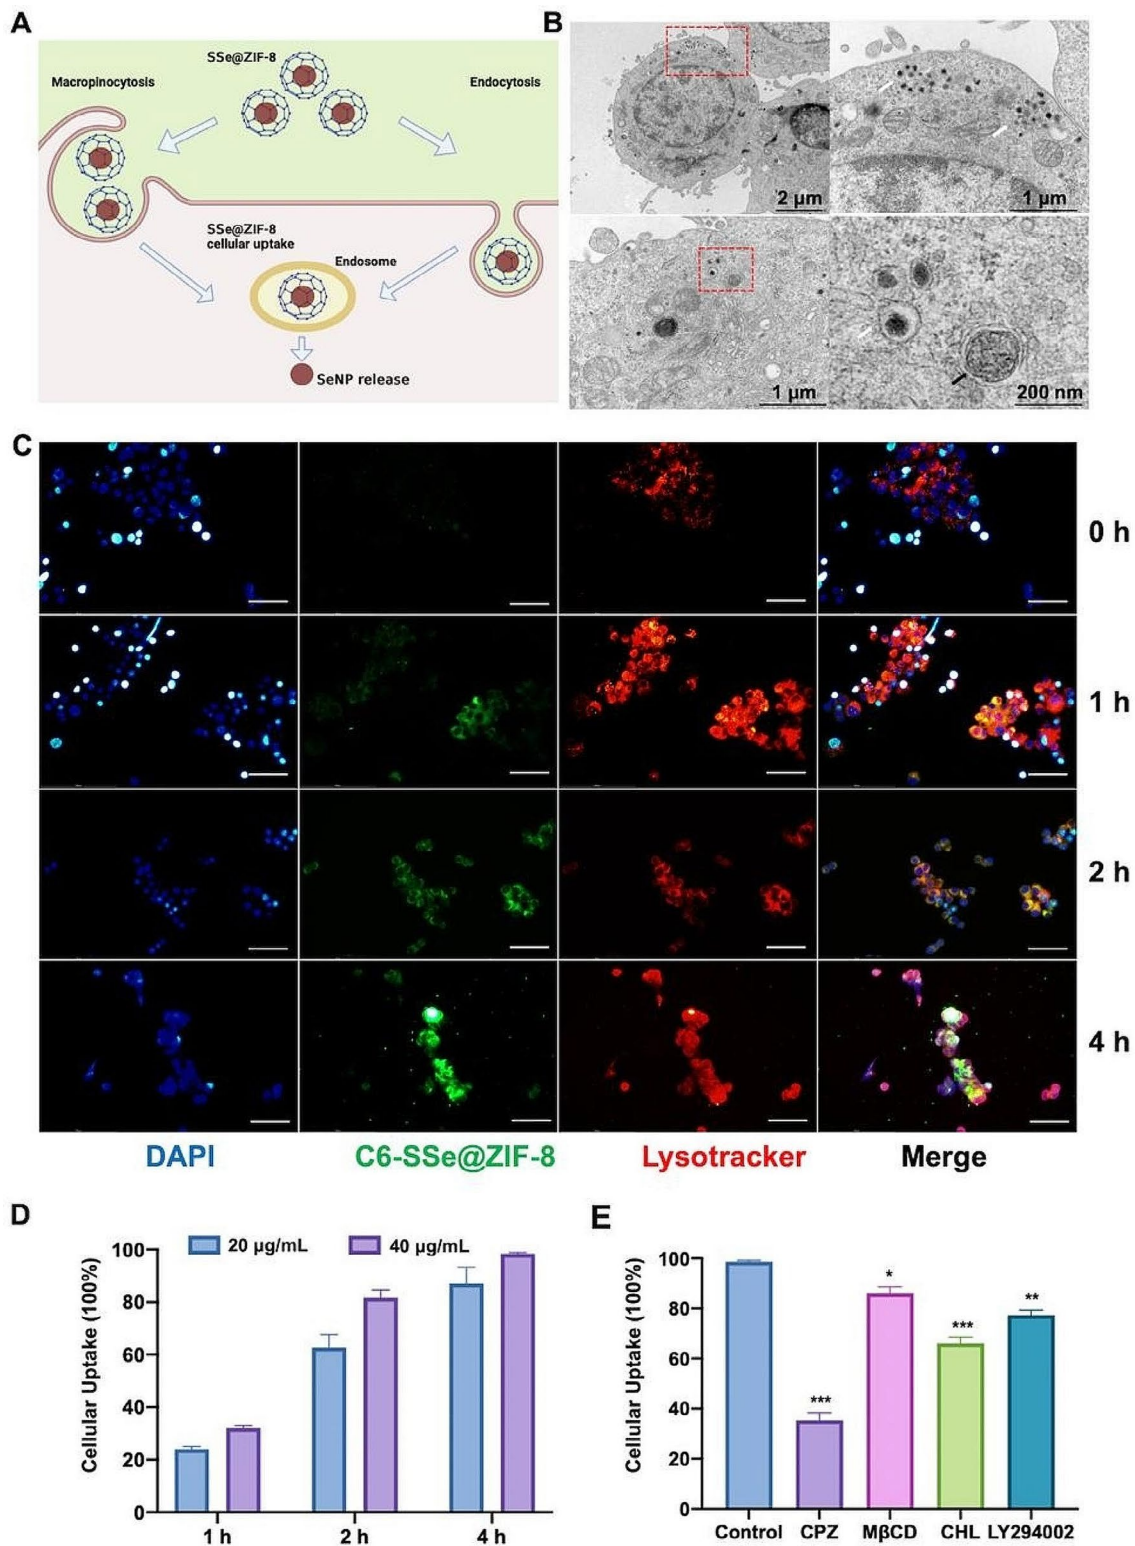 A
SSe@ZIF-8
Macropinocytosis
Endocytosis
SSe@ZIF-8
cellular uptake
Endosome
SeNP release
B
2 µm
1 µm
1 µm
200 nm
C
0 h
1 h
2 h
4 h
DAPI
C6-SSe@ZIF-8
Lysotracker
Merge
D
20 µg/mL
40 µg/mL
Cellular Uptake (100%)
100
80
60
40
20
0
1 h
2 h
4 h
E
Cellular Uptake (100%)
100
80
60
40
20
0
***
*
***
**
Control
CPZ
MβCD
CHL
LY294002